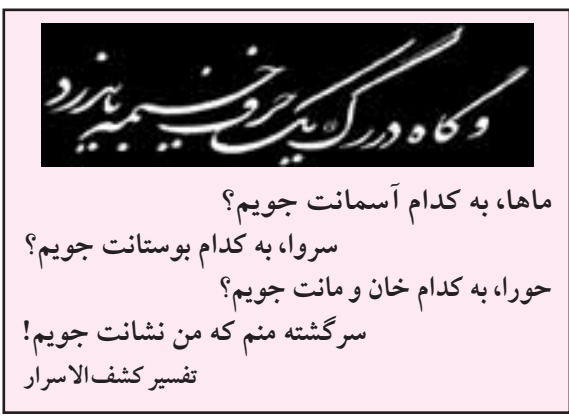 و گاه در رگ یک حرف خیمه باید زد
ماها، به کدام آسمانت جویم؟
سروا، به کدام بوستانت جویم؟
حورا، به کدام خان و مانت جویم؟
سرگشته منم که من نشانت جویم!
تفسیر کشف‌الاسرار